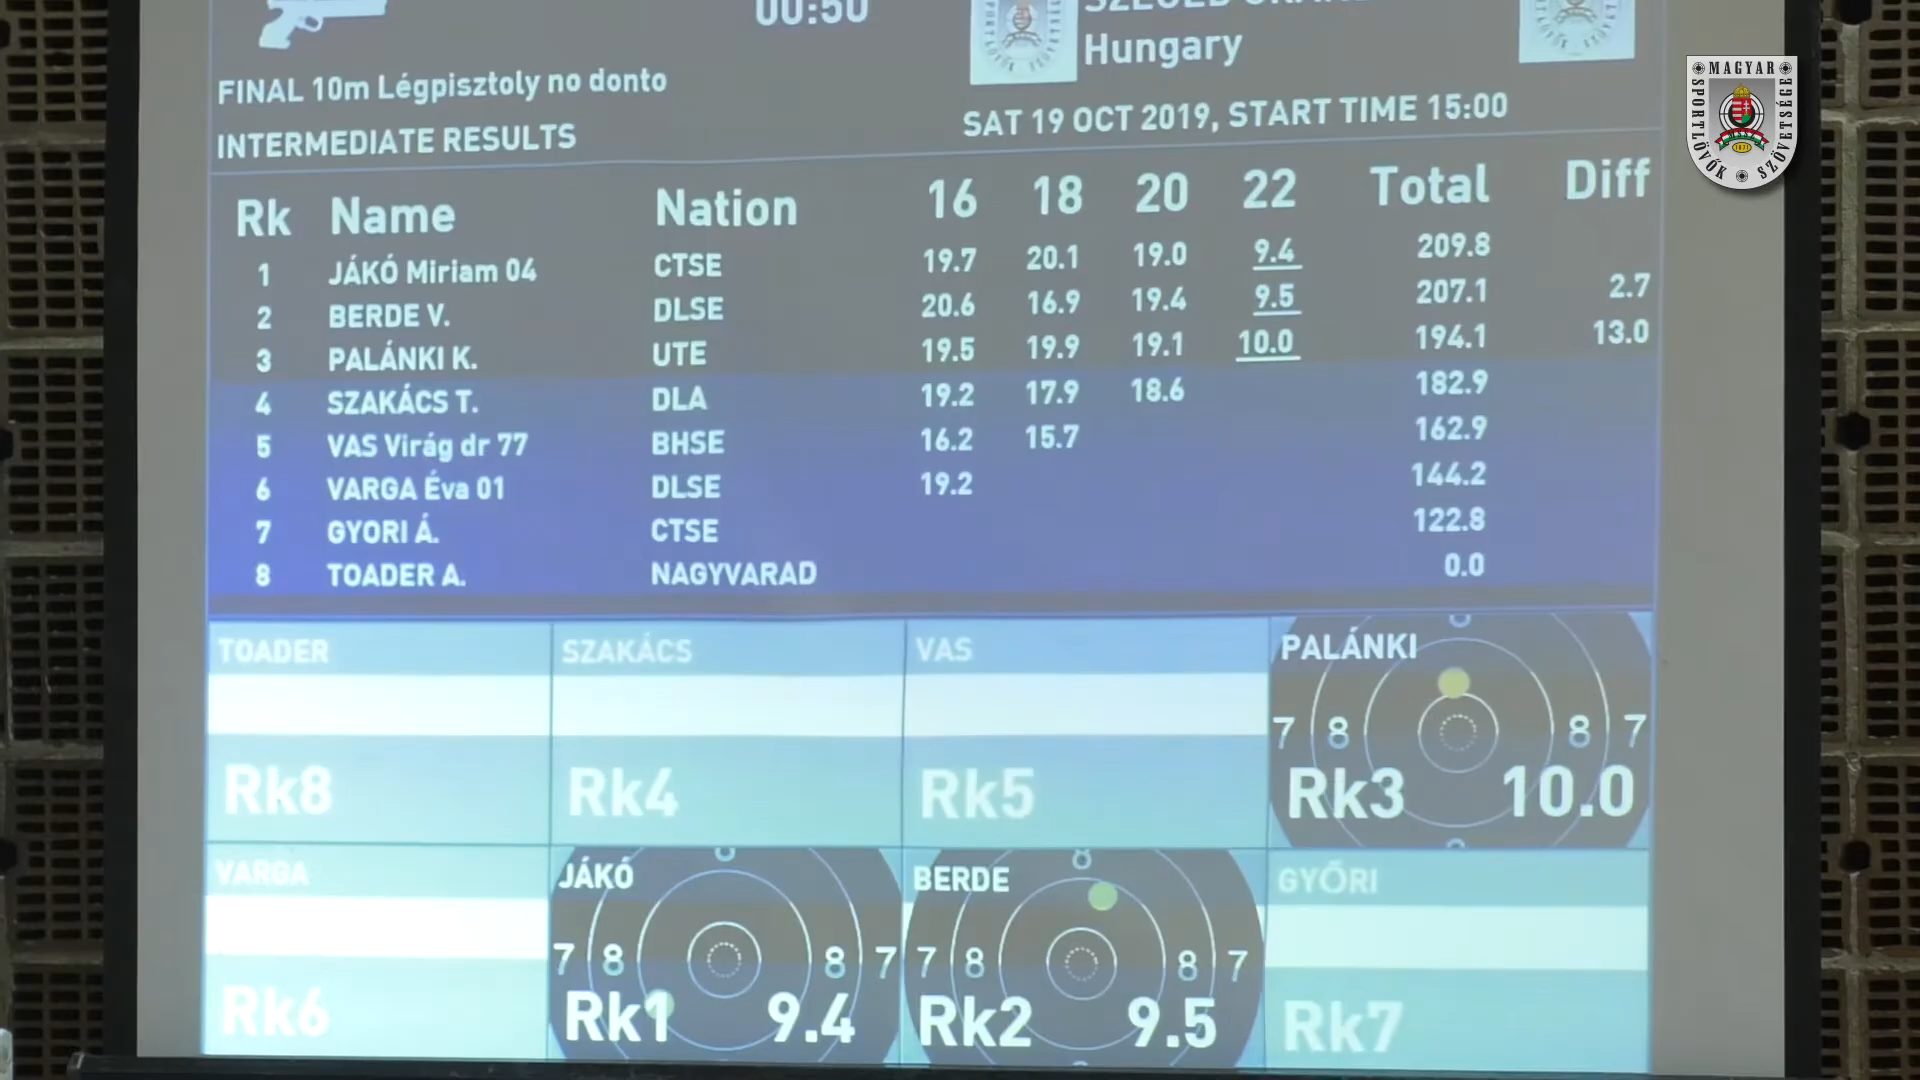 00:50
Hungary
FINAL 10m Légpisztoly no donto
INTERMEDIATE RESULTS
SAT 19 OCT 2019, START TIME 15:00
MAGYAR SPORTLÖVŐK SZÖVETSÉGE
Rk Name Nation 16 18 20 22 Total Diff
1 JÁKÓ Miriam 04 CTSE 19.7 20.1 19.0 9.4 209.8
2 BERDE V. DLSE 20.6 16.9 19.4 9.5 207.1 2.7
3 PALÁNKI K. UTE 19.5 19.9 19.1 10.0 194.1 13.0
4 SZAKÁCS T. DLA 19.2 17.9 18.6 182.9
5 VAS Virág dr 77 BHSE 16.2 15.7 162.9
6 VARGA Éva 01 DLSE 19.2 144.2
7 GYORI Á. CTSE 122.8
8 TOADER A. NAGYVARAD 0.0
TOADER
Rk8
SZAKÁCS
Rk4
VAS
Rk5
PALÁNKI
8
7 8 8 7
Rk3 10.0
VARGA
Rk6
JÁKÓ
8
7 8 8 7
Rk1 9.4
BERDE
8
7 8 8 7
Rk2 9.5
GYŐRI
Rk7